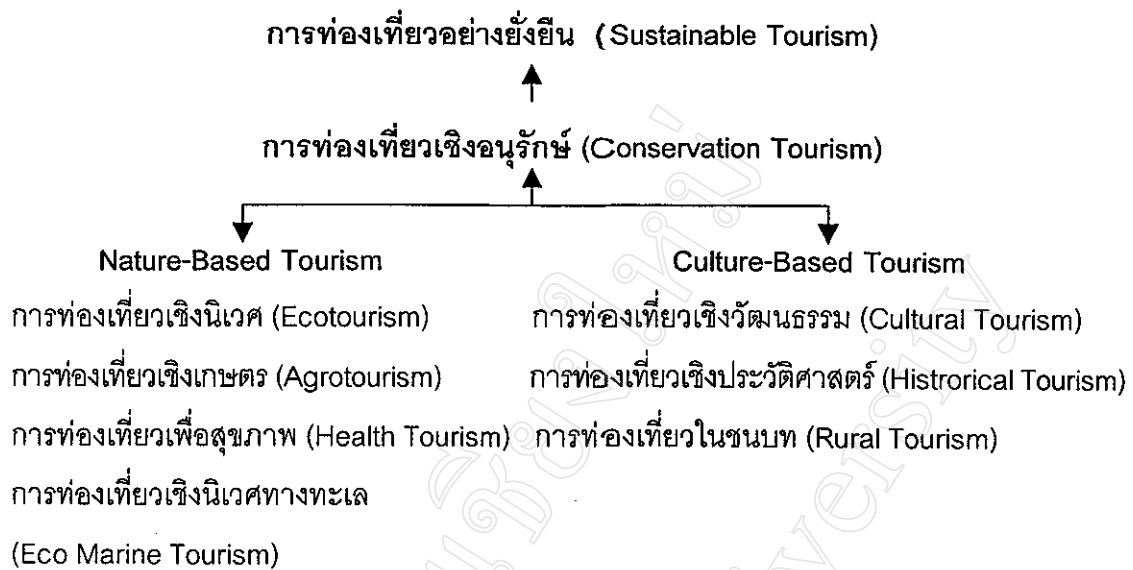 การท่องเที่ยวอย่างยั่งยืน (Sustainable Tourism)
การท่องเที่ยวเชิงอนุรักษ์ (Conservation Tourism)
Nature-Based Tourism
การท่องเที่ยวเชิงนิเวศ (Ecotourism)
การท่องเที่ยวเชิงเกษตร (Agrotourism)
การท่องเที่ยวเพื่อสุขภาพ (Health Tourism)
การท่องเที่ยวเชิงนิเวศทางทะเล
(Eco Marine Tourism)
Culture-Based Tourism
การท่องเที่ยวเชิงวัฒนธรรม (Cultural Tourism)
การท่องเที่ยวเชิงประวัติศาสตร์ (Histrorical Tourism)
การท่องเที่ยวในชนบท (Rural Tourism)